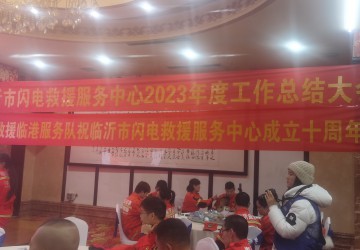 市闪电救援服务中心2023年度工作总结大会
救援临港服务队祝临沂市闪电救援服务中心成立十周年